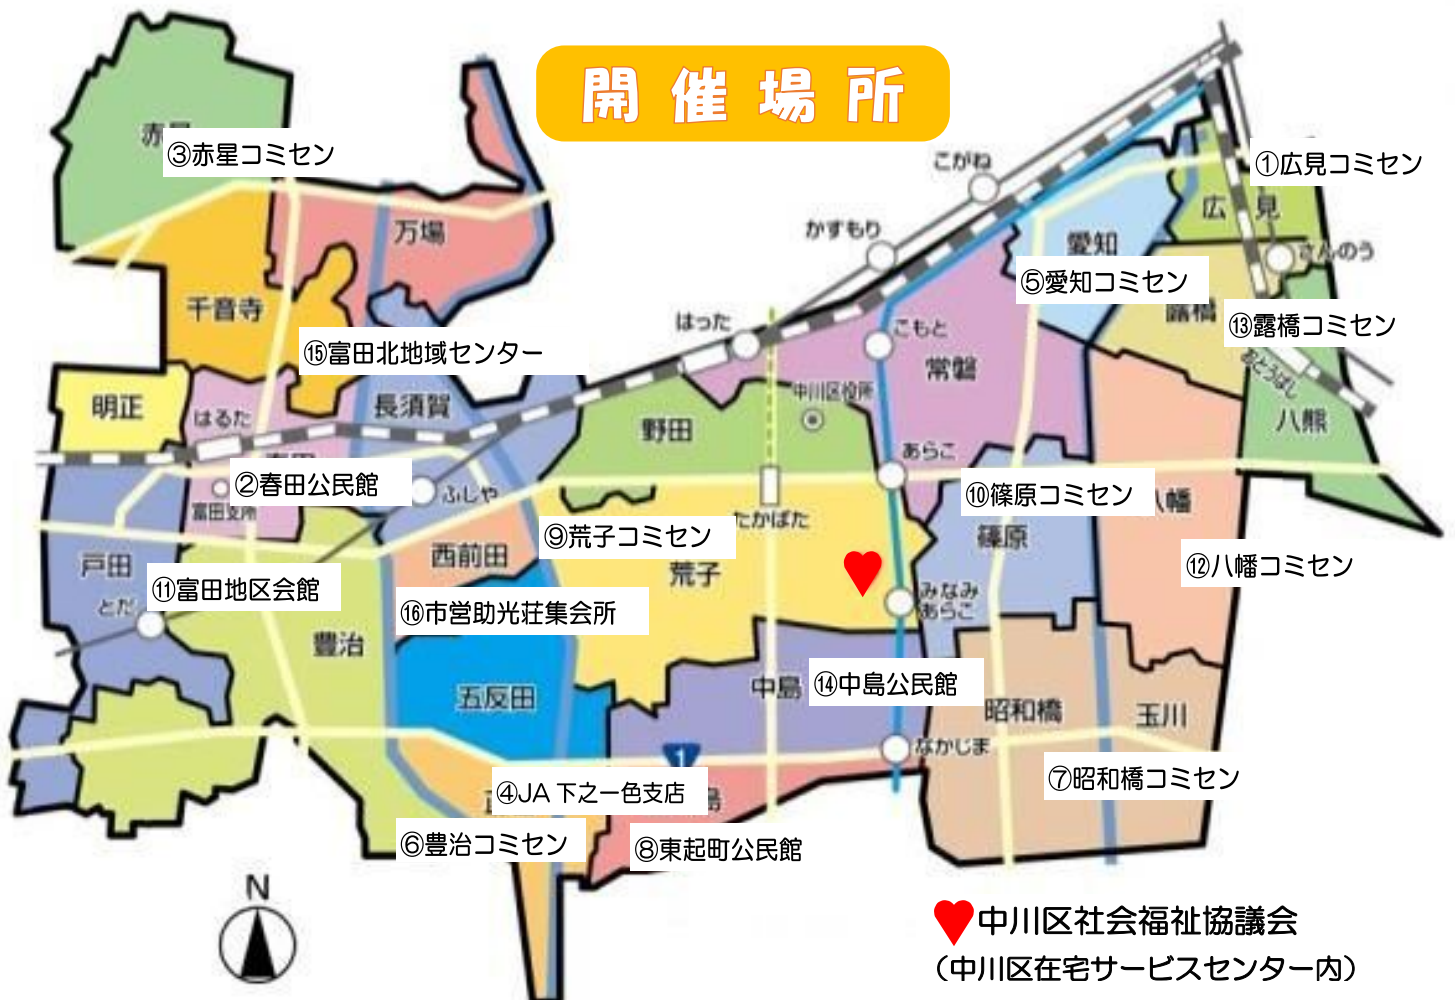 開催場所
赤星
③赤星コミセン
こがね
①広見コミセン
広見
万場
かすもり
愛知
さんのう
⑤愛知コミセン
千音寺
はった
こもと
露橋
⑬露橋コミセン
⑮富田北地域センター
常磐
明正
はるた
長須賀
中川区役所
野田
八熊
あらこ
②春田公民館
ふしや
富田支所
⑩篠原コミセン
八幡
たかばた
⑨荒子コミセン
篠原
西前田
戸田
荒子
⑫八幡コミセン
⑪富田地区会館
とだ
みなみ
あらこ
⑯市営助光荘集会所
豊治
中島
⑭中島公民館
五反田
昭和橋
玉川
なかじま
1
⑦昭和橋コミセン
④JA下之一色支店
島
⑥豊治コミセン
⑧東起町公民館
N
中川区社会福祉協議会
（中川区在宅サービスセンター内）